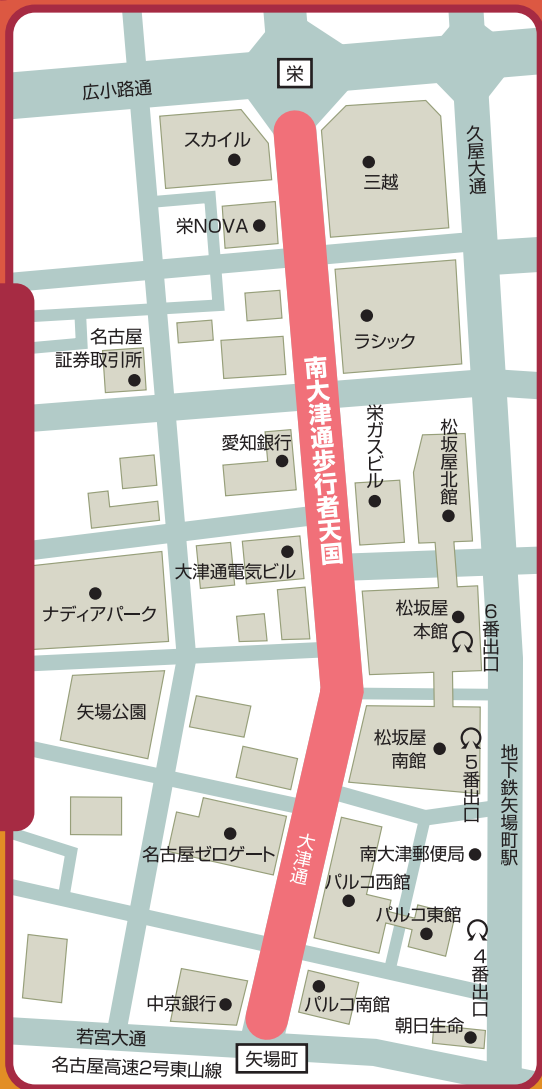 栄
広小路通
久屋大通
スカイル
三越
栄NOVA
ラシック
名古屋
証券取引所
南大津通歩行者天国
栄ガスビル
松坂屋北館
愛知銀行
大津通電気ビル
ナディアパーク
松坂屋
本館
6番出口
矢場公園
松坂屋
南館
5番出口
地下鉄矢場町駅
名古屋ゼロゲート
大津通
南大津郵便局
パルコ西館
パルコ東館
4番出口
中京銀行
パルコ南館
朝日生命
若宮大通
矢場町
名古屋高速2号東山線